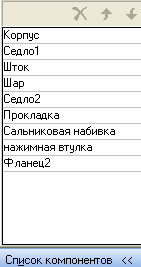 Корпус
Седло1
Шток
Шар
Седло2
Прокладка
Сальниковая набивка
нажимная втулка
Фланец2
Список компонентов <<